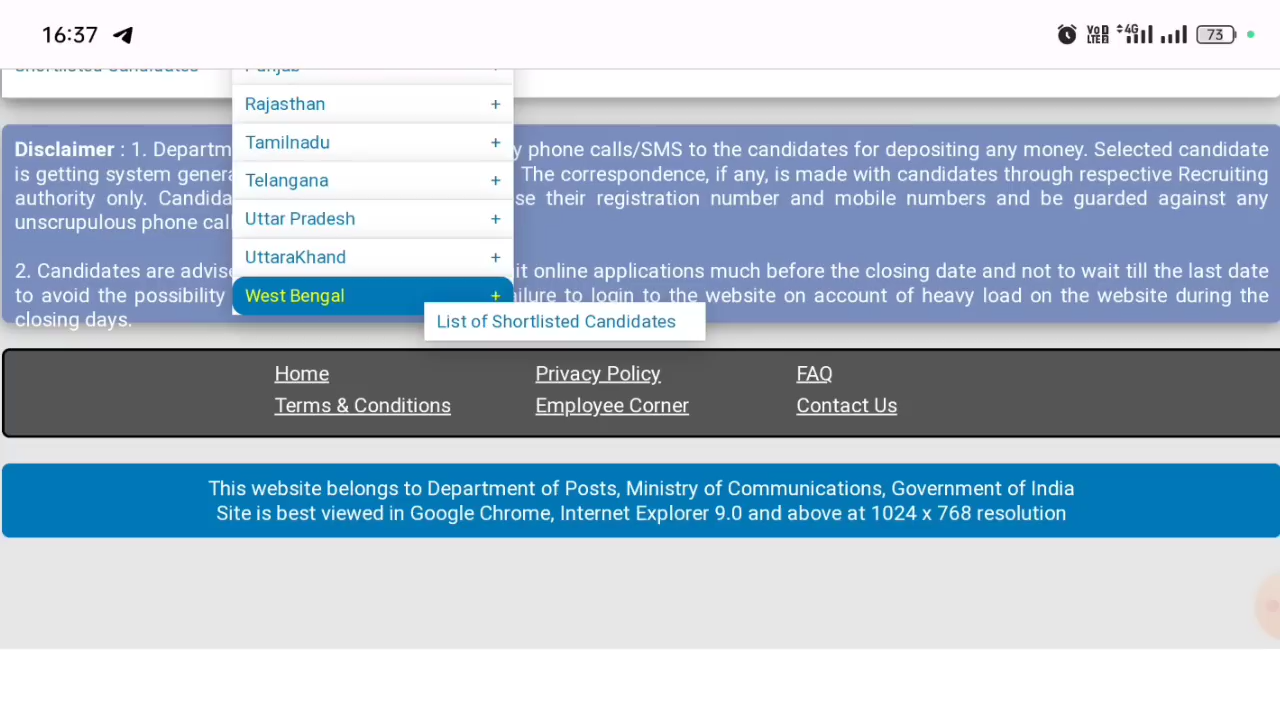 16:37
VoD LTE 4G 73
Shortlisted Candidates
Punjab
Rajasthan +
Tamilnadu +
Telangana +
Uttar Pradesh +
UttaraKhand +
West Bengal +
List of Shortlisted Candidates
Disclaimer : 1. Departm y phone calls/SMS to the candidates for depositing any money. Selected candidate
is getting system genera The correspondence, if any, is made with candidates through respective Recruiting
authority only. Candida se their registration number and mobile numbers and be guarded against any
unscrupulous phone cal
2. Candidates are advise it online applications much before the closing date and not to wait till the last date
to avoid the possibility ilure to login to the website on account of heavy load on the website during the
closing days.
Home Privacy Policy FAQ
Terms & Conditions Employee Corner Contact Us
This website belongs to Department of Posts, Ministry of Communications, Government of India
Site is best viewed in Google Chrome, Internet Explorer 9.0 and above at 1024 x 768 resolution